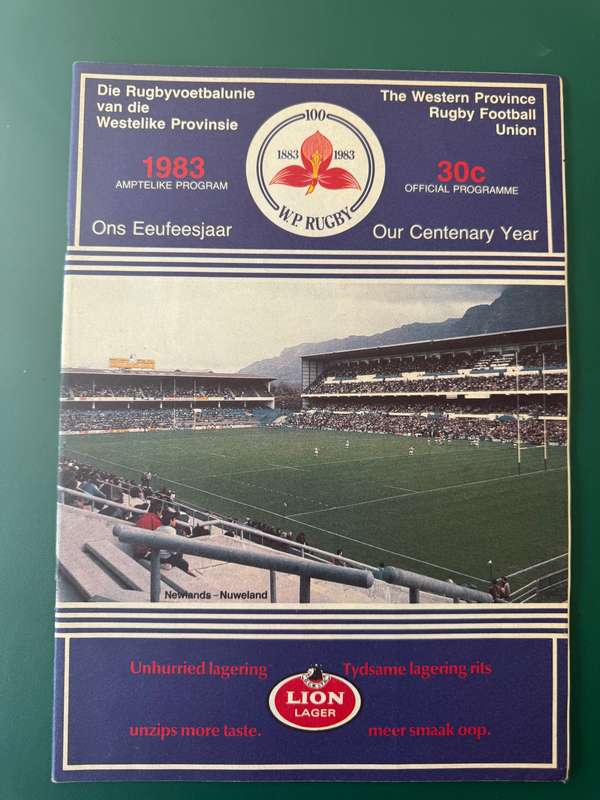 Die Rugbyvoetbalunie
van die
Westelike Provinsie
1983
AMPTELIKE PROGRAM
Ons Eeufeesjaar
100
1883 1983
W.P. RUGBY
The Western Province
Rugby Football
Union
30c
OFFICIAL PROGRAMME
Our Centenary Year
Newlands – Nuweland
Unhurried lagering
unzips more taste.
LION
LAGER
Tydsame lagering rits
meer smaak oop.